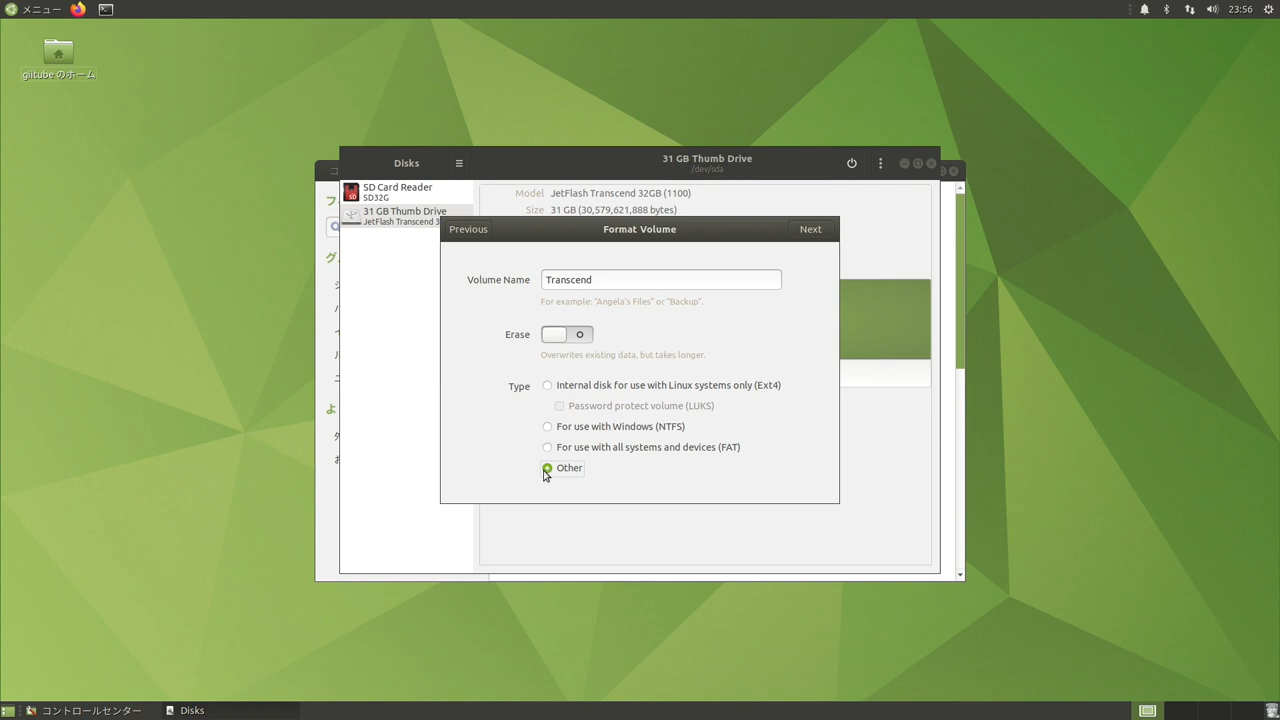 メニュー
23:56
glitube のホーム
Disks
31 GB Thumb Drive
/dev/sda
SD Card Reader
SD32G
31 GB Thumb Drive
JetFlash Transcend 3
Model JetFlash Transcend 32GB (1100)
Size 31 GB (30,579,621,888 bytes)
Previous
Format Volume
Next
Volume Name
Transcend
For example: “Angela's Files” or “Backup”.
Erase
Overwrites existing data, but takes longer.
Type
Internal disk for use with Linux systems only (Ext4)
Password protect volume (LUKS)
For use with Windows (NTFS)
For use with all systems and devices (FAT)
Other
コントロールセンター
Disks